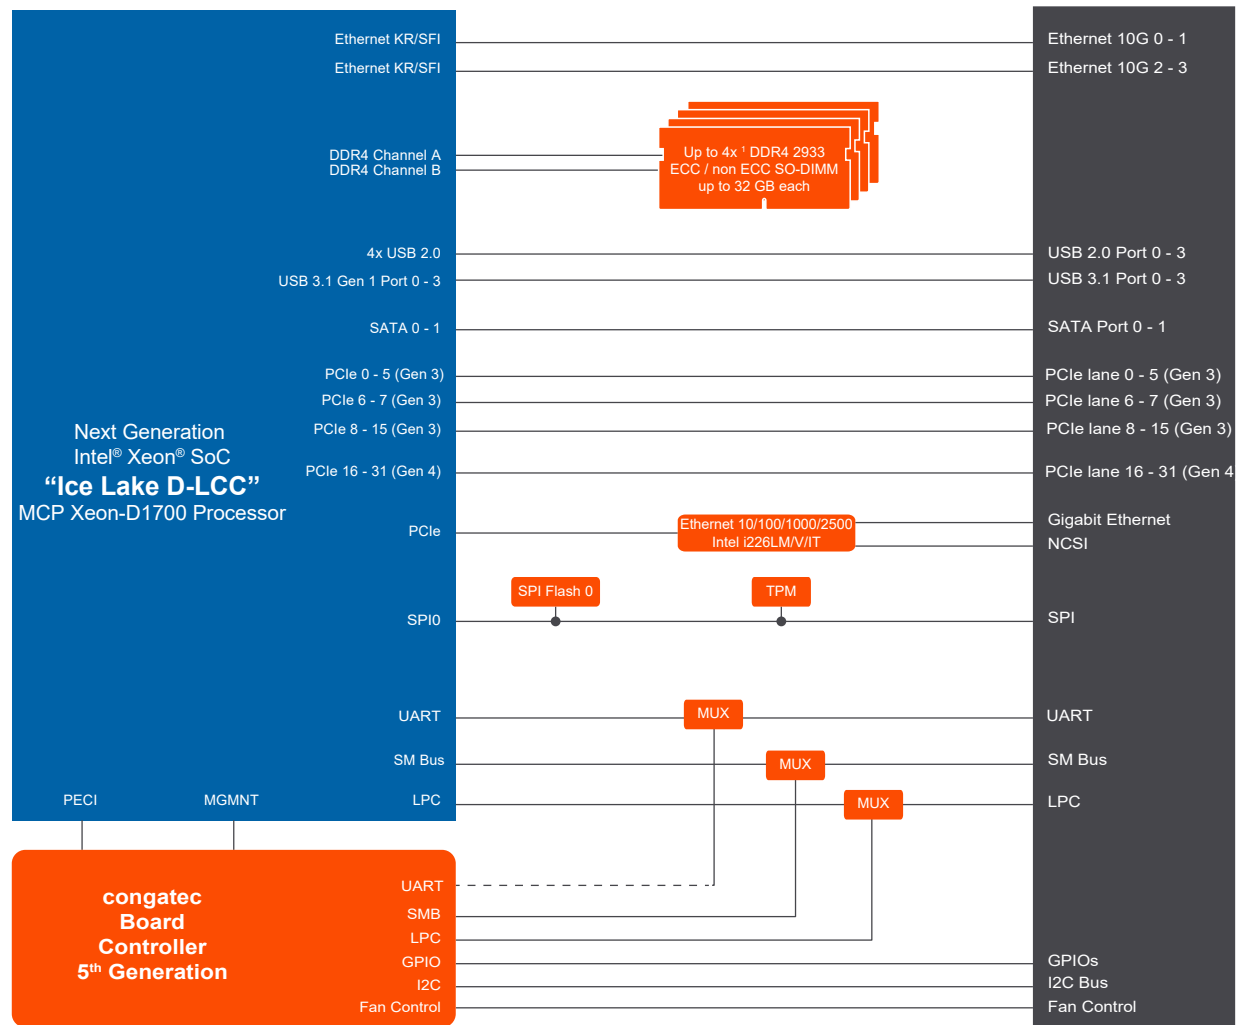 Ethernet KR/SFI
Ethernet 10G 0 - 1
Ethernet KR/SFI
Ethernet 10G 2 - 3
DDR4 Channel A
DDR4 Channel B
Up to 4x ¹ DDR4 2933
ECC / non ECC SO-DIMM
up to 32 GB each
4x USB 2.0
USB 2.0 Port 0 - 3
USB 3.1 Gen 1 Port 0 - 3
USB 3.1 Port 0 - 3
SATA 0 - 1
SATA Port 0 - 1
PCIe 0 - 5 (Gen 3)
PCIe lane 0 - 5 (Gen 3)
PCIe 6 - 7 (Gen 3)
PCIe lane 6 - 7 (Gen 3)
PCIe 8 - 15 (Gen 3)
PCIe lane 8 - 15 (Gen 3)
PCIe 16 - 31 (Gen 4)
PCIe lane 16 - 31 (Gen 4
Next Generation
Intel® Xeon® SoC
“Ice Lake D-LCC”
MCP Xeon-D1700 Processor
PCIe
Ethernet 10/100/1000/2500
Intel i226LM/V/IT
Gigabit Ethernet
NCSI
SPI Flash 0
TPM
SPI0
SPI
UART
MUX
UART
SM Bus
MUX
SM Bus
PECI
MGMNT
LPC
MUX
LPC
congatec
Board
Controller
5th Generation
UART
SMB
LPC
GPIO
GPIOs
I2C
I2C Bus
Fan Control
Fan Control